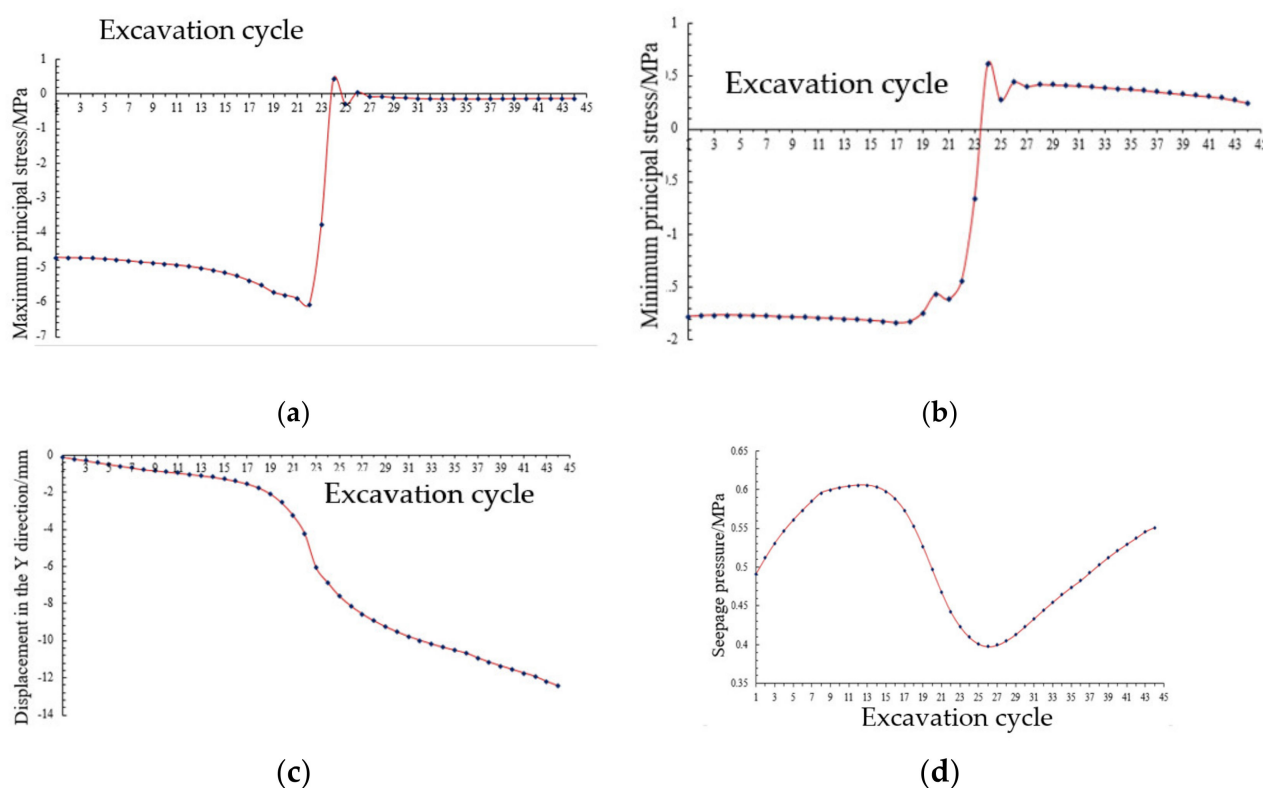 Excavation cycle
Maximum principal stress/MPa
1
0
-1
-2
-3
-4
-5
-6
-7
1 3 5 7 9 11 13 15 17 19 21 23 25 27 29 31 33 35 37 39 41 43 45
(a)
Excavation cycle
Minimum principal stress/MPa
1
0.5
0
).5
-1
.5
-2
1 3 5 7 9 11 13 15 17 19 21 23 25 27 29 31 33 35 37 39 41 43 45
(b)
Displacement in the Y direction/mm
0
-2
-4
-6
-8
-10
-12
-14
1 3 5 7 9 11 13 15 17 19 21 23 25 27 29 31 33 35 37 39 41 43 45
Excavation cycle
(c)
Seepage pressure/MPa
0.65
0.6
0.55
0.5
0.45
0.4
0.35
1 3 5 7 9 11 13 15 17 19 21 23 25 27 29 31 33 35 37 39 41 43 45
Excavation cycle
(d)